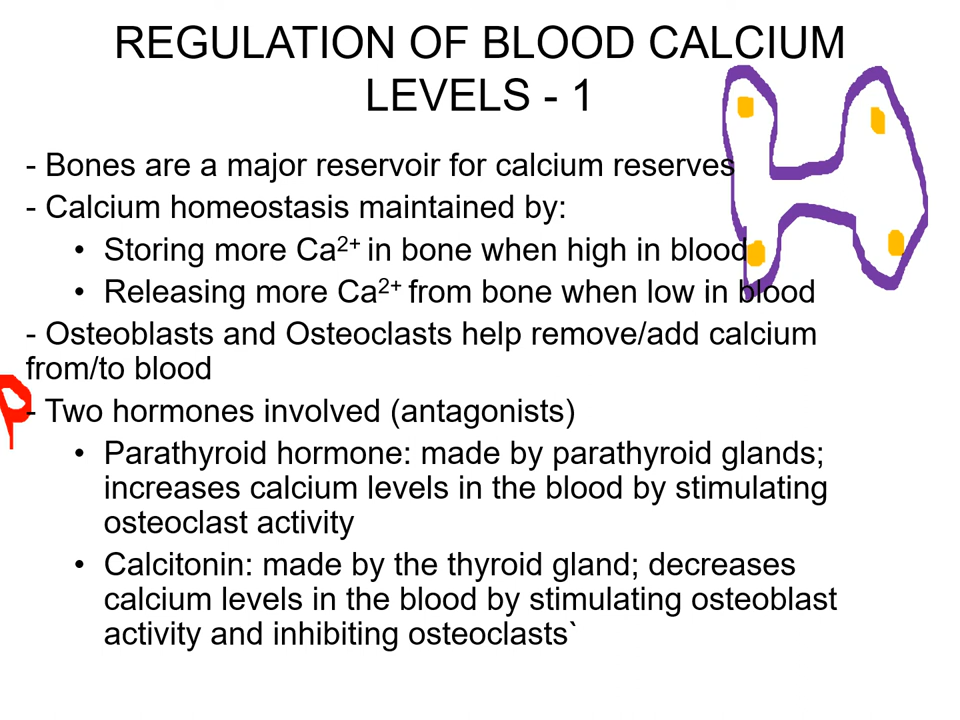 REGULATION OF BLOOD CALCIUM
LEVELS - 1
- Bones are a major reservoir for calcium reserves
- Calcium homeostasis maintained by:
• Storing more Ca²⁺ in bone when high in blood
• Releasing more Ca²⁺ from bone when low in blood
- Osteoblasts and Osteoclasts help remove/add calcium
from/to blood
- Two hormones involved (antagonists)
• Parathyroid hormone: made by parathyroid glands;
increases calcium levels in the blood by stimulating
osteoclast activity
• Calcitonin: made by the thyroid gland; decreases
calcium levels in the blood by stimulating osteoblast
activity and inhibiting osteoclasts`